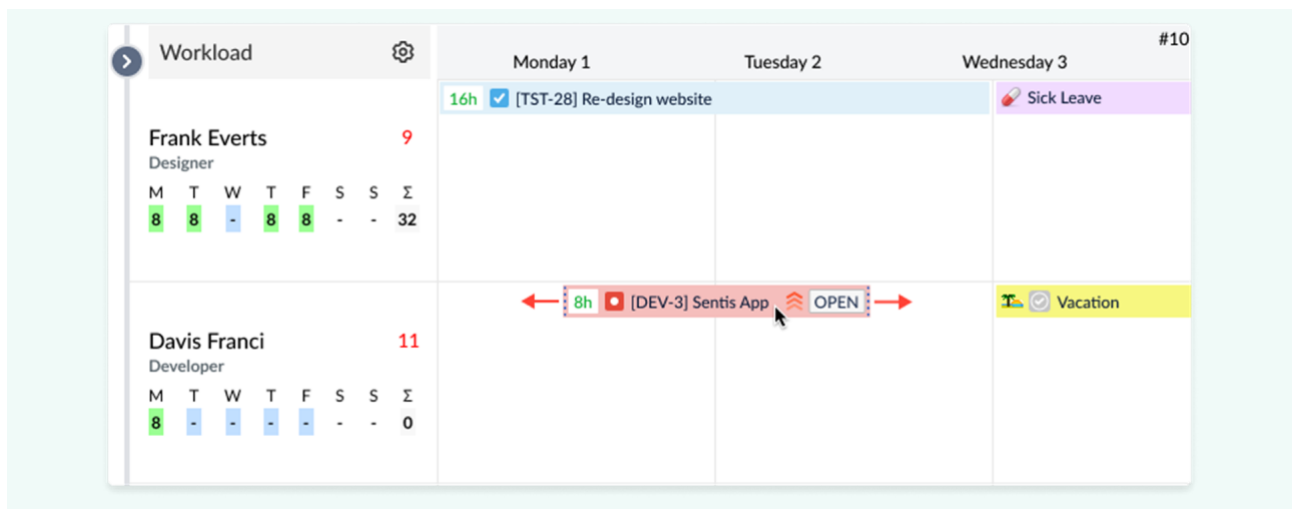 #10
Workload
Monday 1 Tuesday 2 Wednesday 3
16h [TST-28] Re-design website Sick Leave
Frank Everts 9
Designer
M T W T F S S Σ
8 8 - 8 8 - - 32
8h [DEV-3] Sentis App OPEN Vacation
Davis Franci 11
Developer
M T W T F S S Σ
8 - - - - - - 0